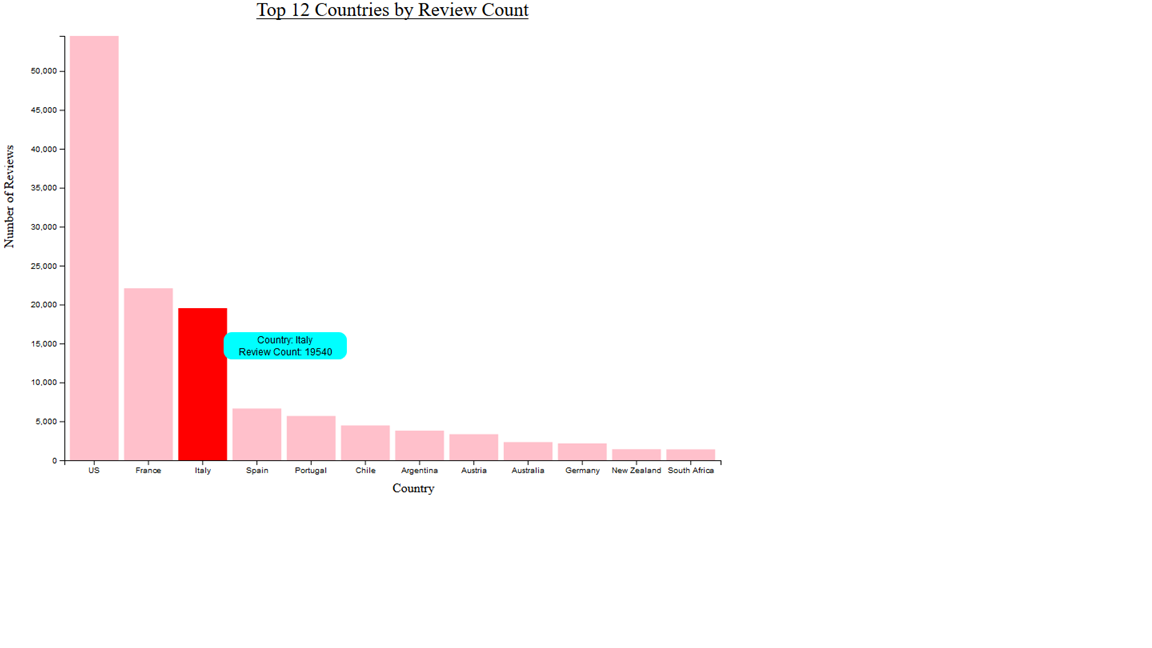 Top 12 Countries by Review Count
Number of Reviews
50,000
45,000
40,000
35,000
30,000
25,000
20,000
15,000
10,000
5,000
0
Country: Italy
Review Count: 19540
US France Italy Spain Portugal Chile Argentina Austria Australia Germany New Zealand South Africa
Country